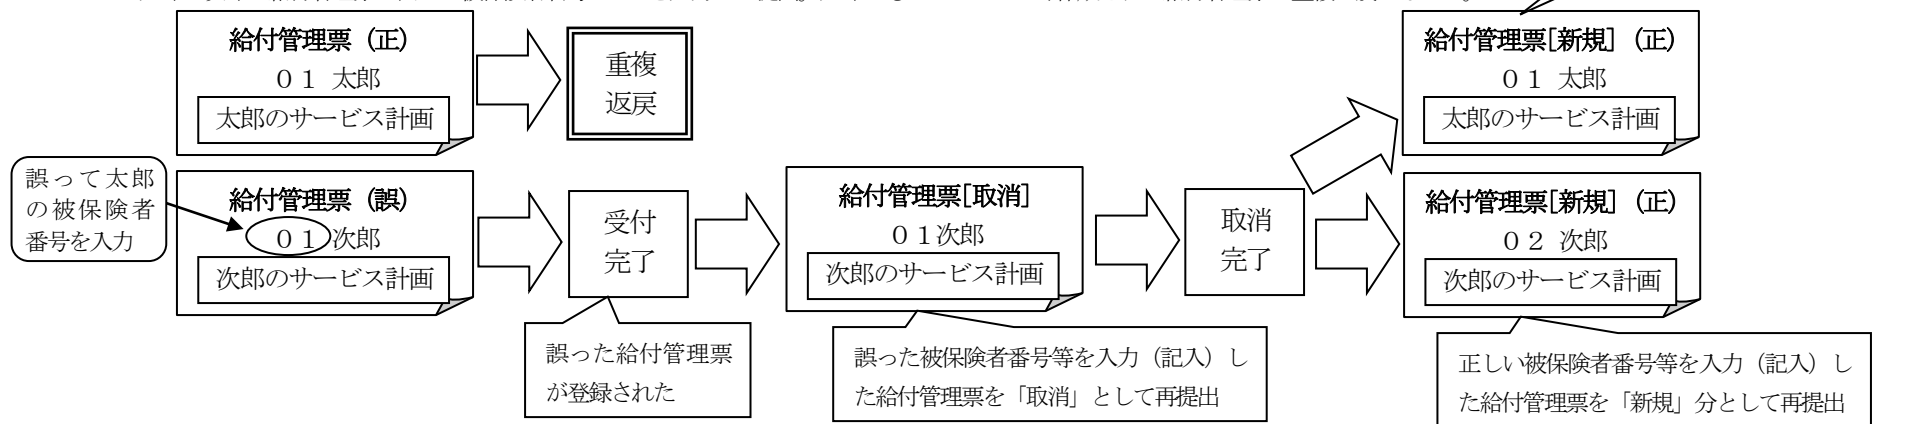 給付管理票（正）
０１ 太郎
太郎のサービス計画
重複
返戻
給付管理票[新規]（正）
０１ 太郎
太郎のサービス計画
誤って太郎
の被保険者
番号を入力
給付管理票（誤）
０１次郎
次郎のサービス計画
受付
完了
給付管理票[取消]
０１次郎
次郎のサービス計画
取消
完了
給付管理票[新規]（正）
０２ 次郎
次郎のサービス計画
誤った給付管理票
が登録された
誤った被保険者番号等を入力（記入）し
た給付管理票を「取消」として再提出
正しい被保険者番号等を入力（記入）し
た給付管理票を「新規」分として再提出